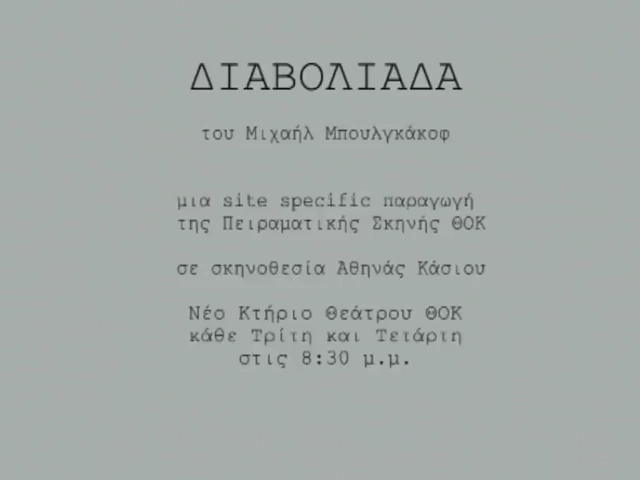 ΔΙΑΒΟΛΙΑΔΑ
του Μιχαήλ Μπουλγκάκοφ
μια site specific παραγωγή
της Πειραματικής Σκηνής ΘΟΚ
σε σκηνοθεσία Αθηνάς Κάσιου
Νέο Κτήριο Θεάτρου ΘΟΚ
κάθε Τρίτη και Τετάρτη
στις 8:30 μ.μ.